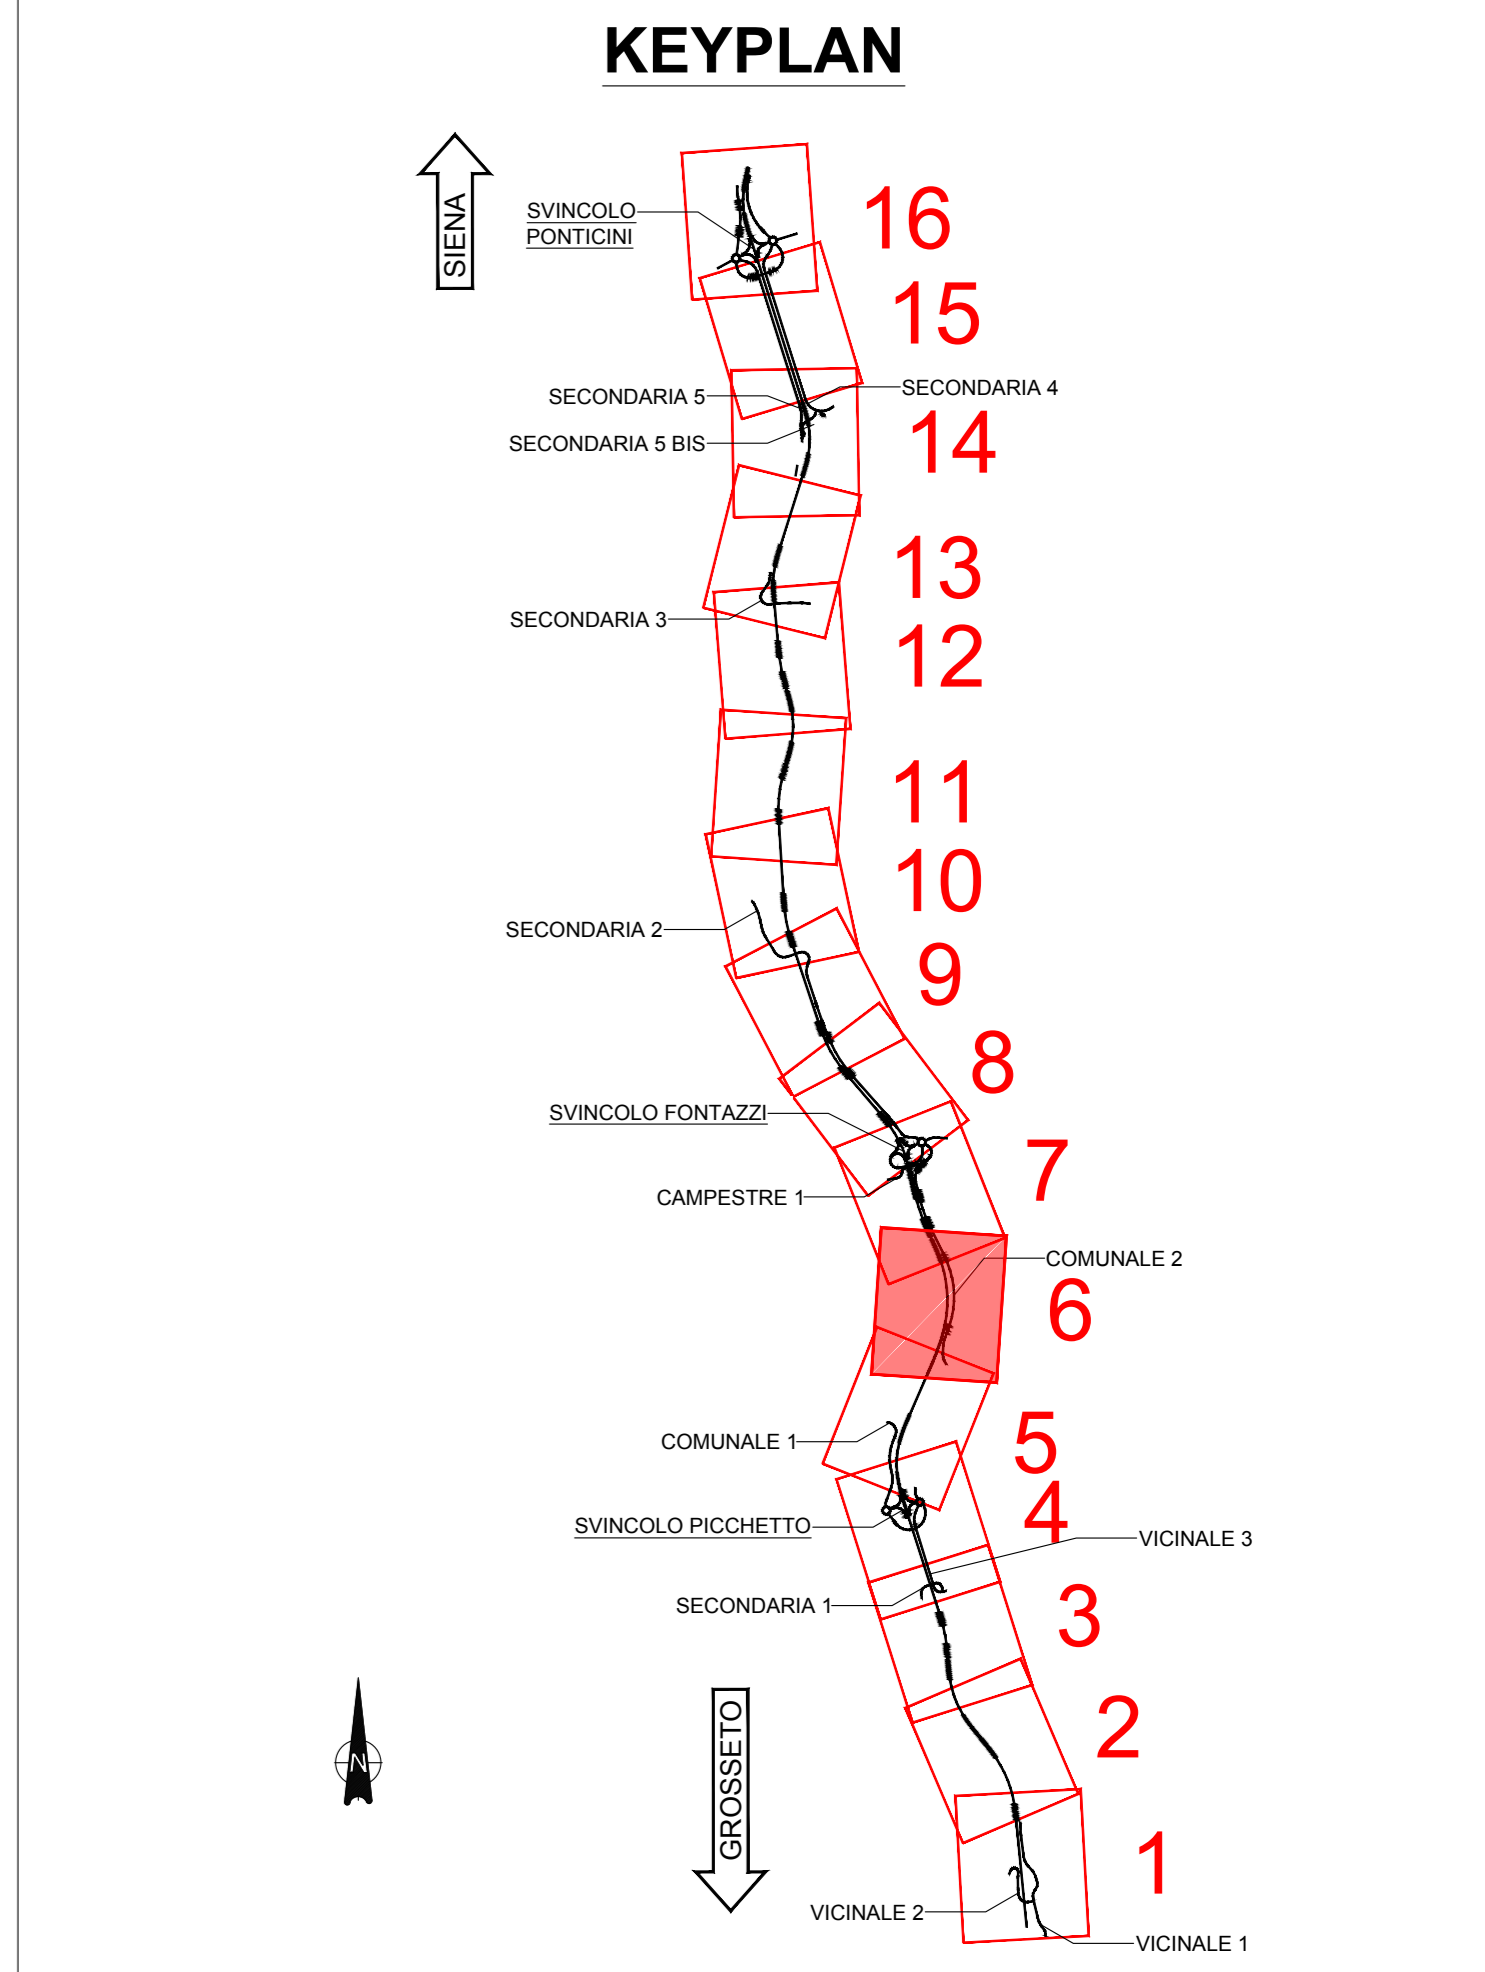 KEYPLAN
SIENA
SVINCOLO
PONTICINI
16
15
SECONDARIA 5
SECONDARIA 4
14
SECONDARIA 5 BIS
13
SECONDARIA 3
12
11
10
SECONDARIA 2
9
8
SVINCOLO FONTAZZI
7
CAMPESTRE 1
COMUNALE 2
6
COMUNALE 1
5
4
SVINCOLO PICCHETTO
VICINALE 3
SECONDARIA 1
3
2
GROSSETO
N
1
VICINALE 2
VICINALE 1